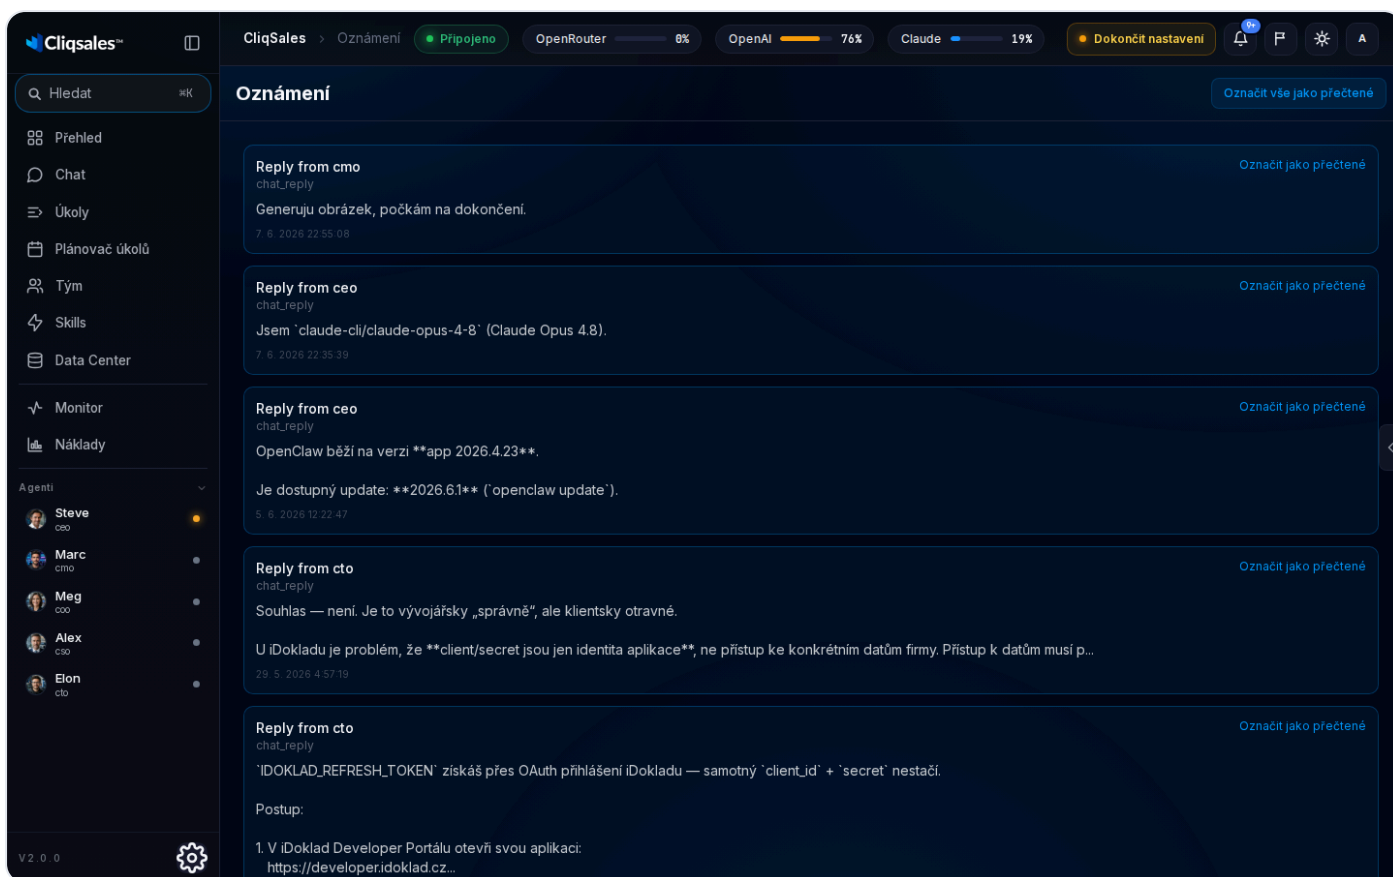 Cliqsales™
Hledat ⌘K
Přehled
Chat
Úkoly
Plánovač úkolů
Tým
Skills
Data Center
Monitor
Náklady
Agenti
Steve
ceo
Marc
cmo
Meg
coo
Alex
cso
Elon
cto
V2.0.0
CliqSales > Oznámení Připojeno OpenRouter 0% OpenAI 76% Claude 19% Dokončit nastavení 9+ A
Oznámení Označit vše jako přečtené
Reply from cmo Označit jako přečtené
chat_reply
Generuju obrázek, počkám na dokončení.
7. 6. 2026 22:55:08
Reply from ceo Označit jako přečtené
chat_reply
Jsem `claude-cli/claude-opus-4-8` (Claude Opus 4.8).
7. 6. 2026 22:35:39
Reply from ceo Označit jako přečtené
chat_reply
OpenClaw běží na verzi **app 2026.4.23**.
Je dostupný update: **2026.6.1** (`openclaw update`).
5. 6. 2026 12:22:47
Reply from cto Označit jako přečtené
chat_reply
Souhlas — není. Je to vývojářsky „správně“, ale klientsky otravné.
U iDokladu je problém, že **client/secret jsou jen identita aplikace**, ne přístup ke konkrétním datům firmy. Přístup k datům musí p...
29. 5. 2026 4:57:19
Reply from cto Označit jako přečtené
chat_reply
`IDOKLAD_REFRESH_TOKEN` získáš přes OAuth přihlášení iDokladu — samotný `client_id` + `secret` nestačí.
Postup:
1. V iDoklad Developer Portálu otevři svou aplikaci:
https://developer.idoklad.cz...